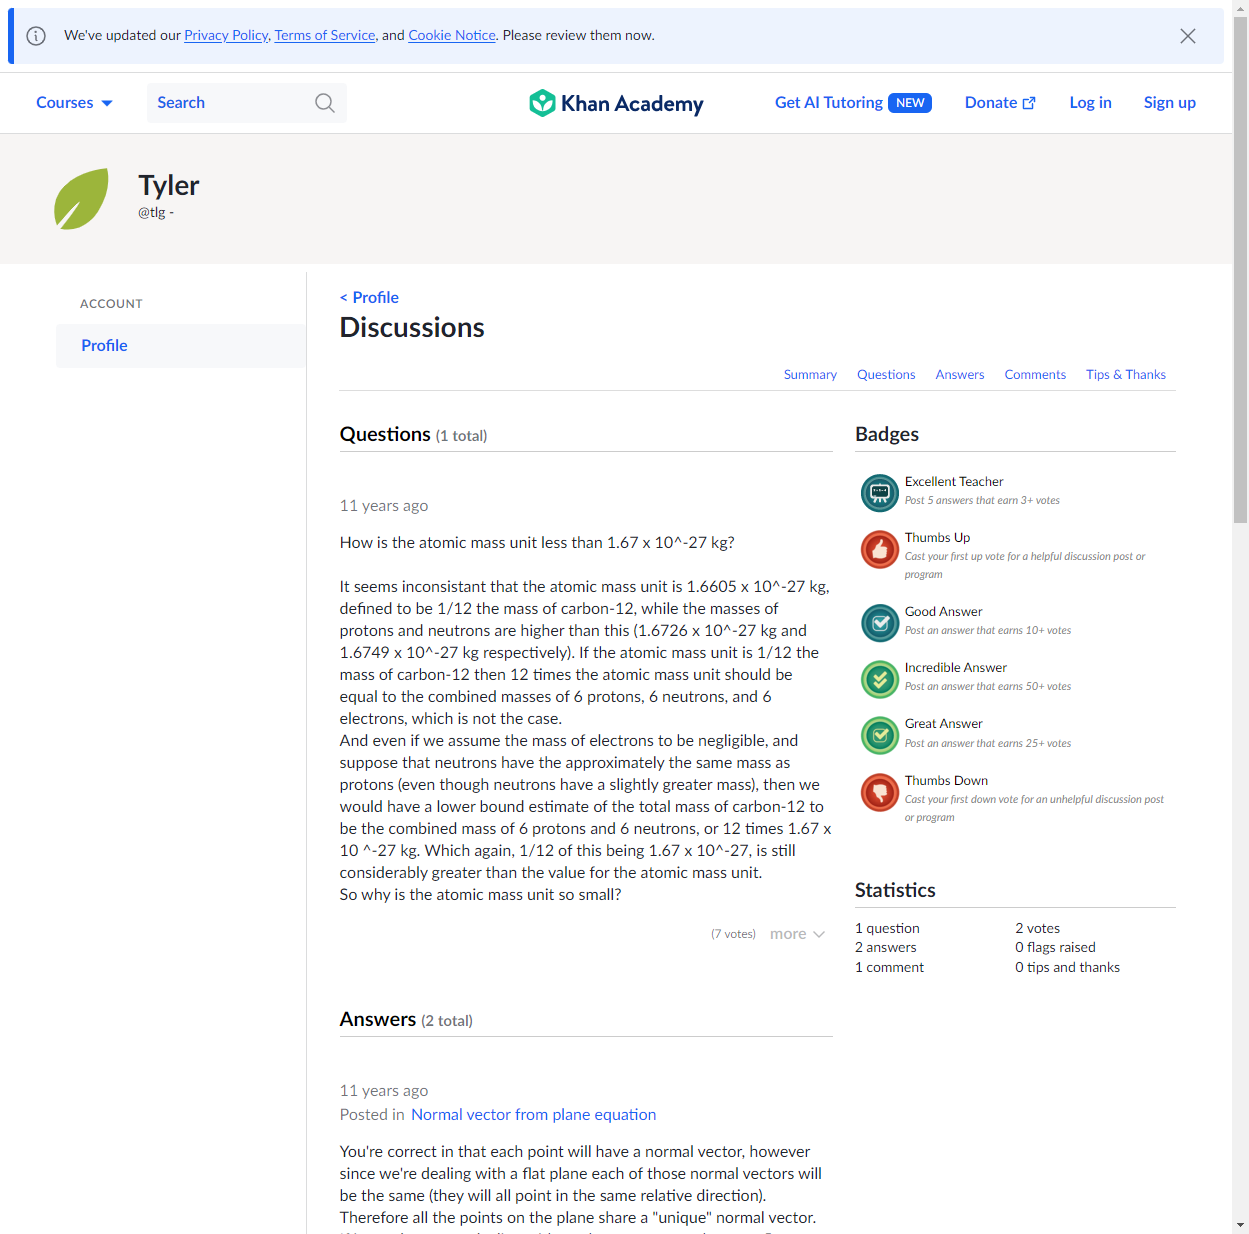 We've updated our Privacy Policy, Terms of Service, and Cookie Notice. Please review them now.
Courses
Search
Khan Academy
Get AI Tutoring NEW
Donate
Log in
Sign up
Tyler
@tlg -
ACCOUNT
Profile
< Profile
Discussions
Summary
Questions
Answers
Comments
Tips & Thanks
Questions (1 total)
11 years ago
How is the atomic mass unit less than 1.67 x 10^-27 kg?
It seems inconsistant that the atomic mass unit is 1.6605 x 10^-27 kg,
defined to be 1/12 the mass of carbon-12, while the masses of
protons and neutrons are higher than this (1.6726 x 10^-27 kg and
1.6749 x 10^-27 kg respectively). If the atomic mass unit is 1/12 the
mass of carbon-12 then 12 times the atomic mass unit should be
equal to the combined masses of 6 protons, 6 neutrons, and 6
electrons, which is not the case.
And even if we assume the mass of electrons to be negligible, and
suppose that neutrons have the approximately the same mass as
protons (even though neutrons have a slightly greater mass), then we
would have a lower bound estimate of the total mass of carbon-12 to
be the combined mass of 6 protons and 6 neutrons, or 12 times 1.67 x
10 ^-27 kg. Which again, 1/12 of this being 1.67 x 10^-27, is still
considerably greater than the value for the atomic mass unit.
So why is the atomic mass unit so small?
(7 votes)
more
Answers (2 total)
11 years ago
Posted in Normal vector from plane equation
You're correct in that each point will have a normal vector, however
since we're dealing with a flat plane each of those normal vectors will
be the same (they will all point in the same relative direction).
Therefore all the points on the plane share a "unique" normal vector.
Badges
Excellent Teacher
Post 5 answers that earn 3+ votes
Thumbs Up
Cast your first up vote for a helpful discussion post or
program
Good Answer
Post an answer that earns 10+ votes
Incredible Answer
Post an answer that earns 50+ votes
Great Answer
Post an answer that earns 25+ votes
Thumbs Down
Cast your first down vote for an unhelpful discussion post
or program
Statistics
1 question
2 votes
2 answers
0 flags raised
1 comment
0 tips and thanks